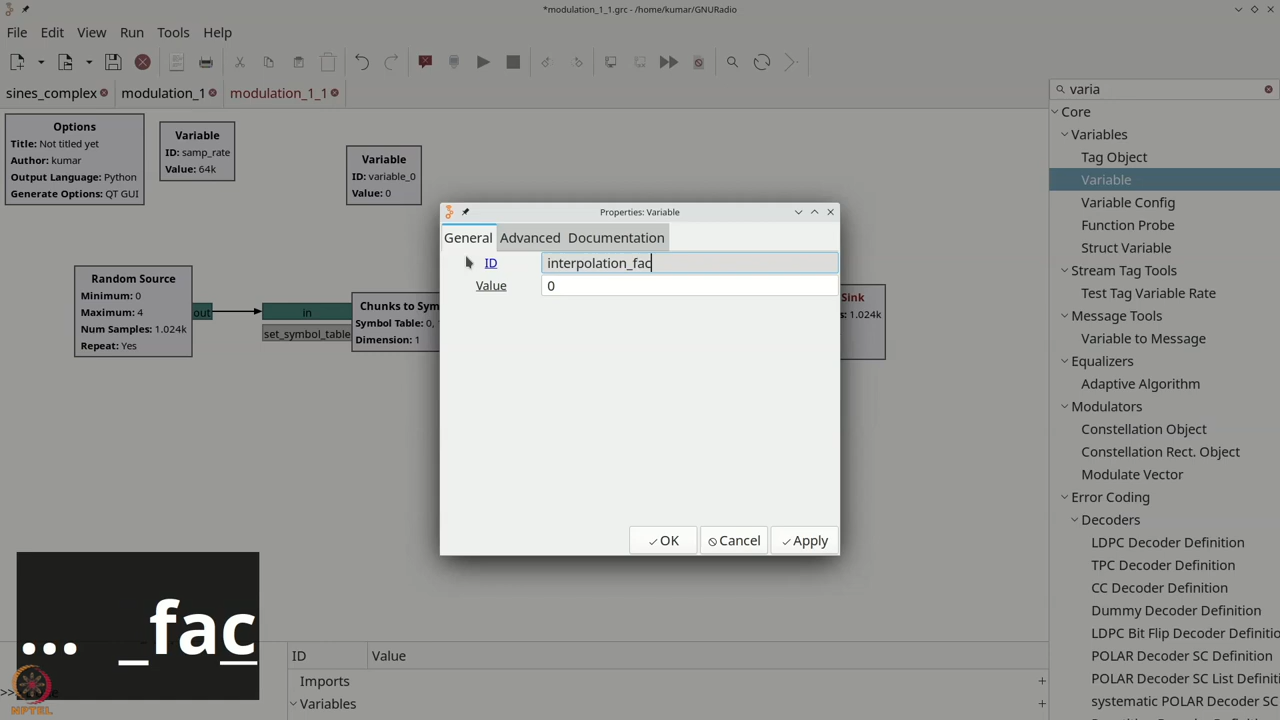 *modulation_1_1.grc - /home/kumar/GNURadio
File Edit View Run Tools Help
sines_complex modulation_1 modulation_1_1
varia
Options
Title: Not titled yet
Author: kumar
Output Language: Python
Generate Options: QT GUI
Variable
ID: samp_rate
Value: 64k
Variable
ID: variable_0
Value: 0
Random Source
Minimum: 0
Maximum: 4
Num Samples: 1.024k
Repeat: Yes
out
in
set_symbol_table
Chunks to Sym
Symbol Table: 0,
Dimension: 1
Sink
s: 1.024k
Properties: Variable
General Advanced Documentation
ID interpolation_fac
Value 0
OK Cancel Apply
Core
Variables
Tag Object
Variable
Variable Config
Function Probe
Struct Variable
Stream Tag Tools
Test Tag Variable Rate
Message Tools
Variable to Message
Equalizers
Adaptive Algorithm
Modulators
Constellation Object
Constellation Rect. Object
Modulate Vector
Error Coding
Decoders
LDPC Decoder Definition
TPC Decoder Definition
CC Decoder Definition
Dummy Decoder Definition
LDPC Bit Flip Decoder Definitio
POLAR Decoder SC Definition
POLAR Decoder SC List Definiti
systematic POLAR Decoder SC
... _fac
>>>
NPTEL
ID Value
Imports +
Variables +